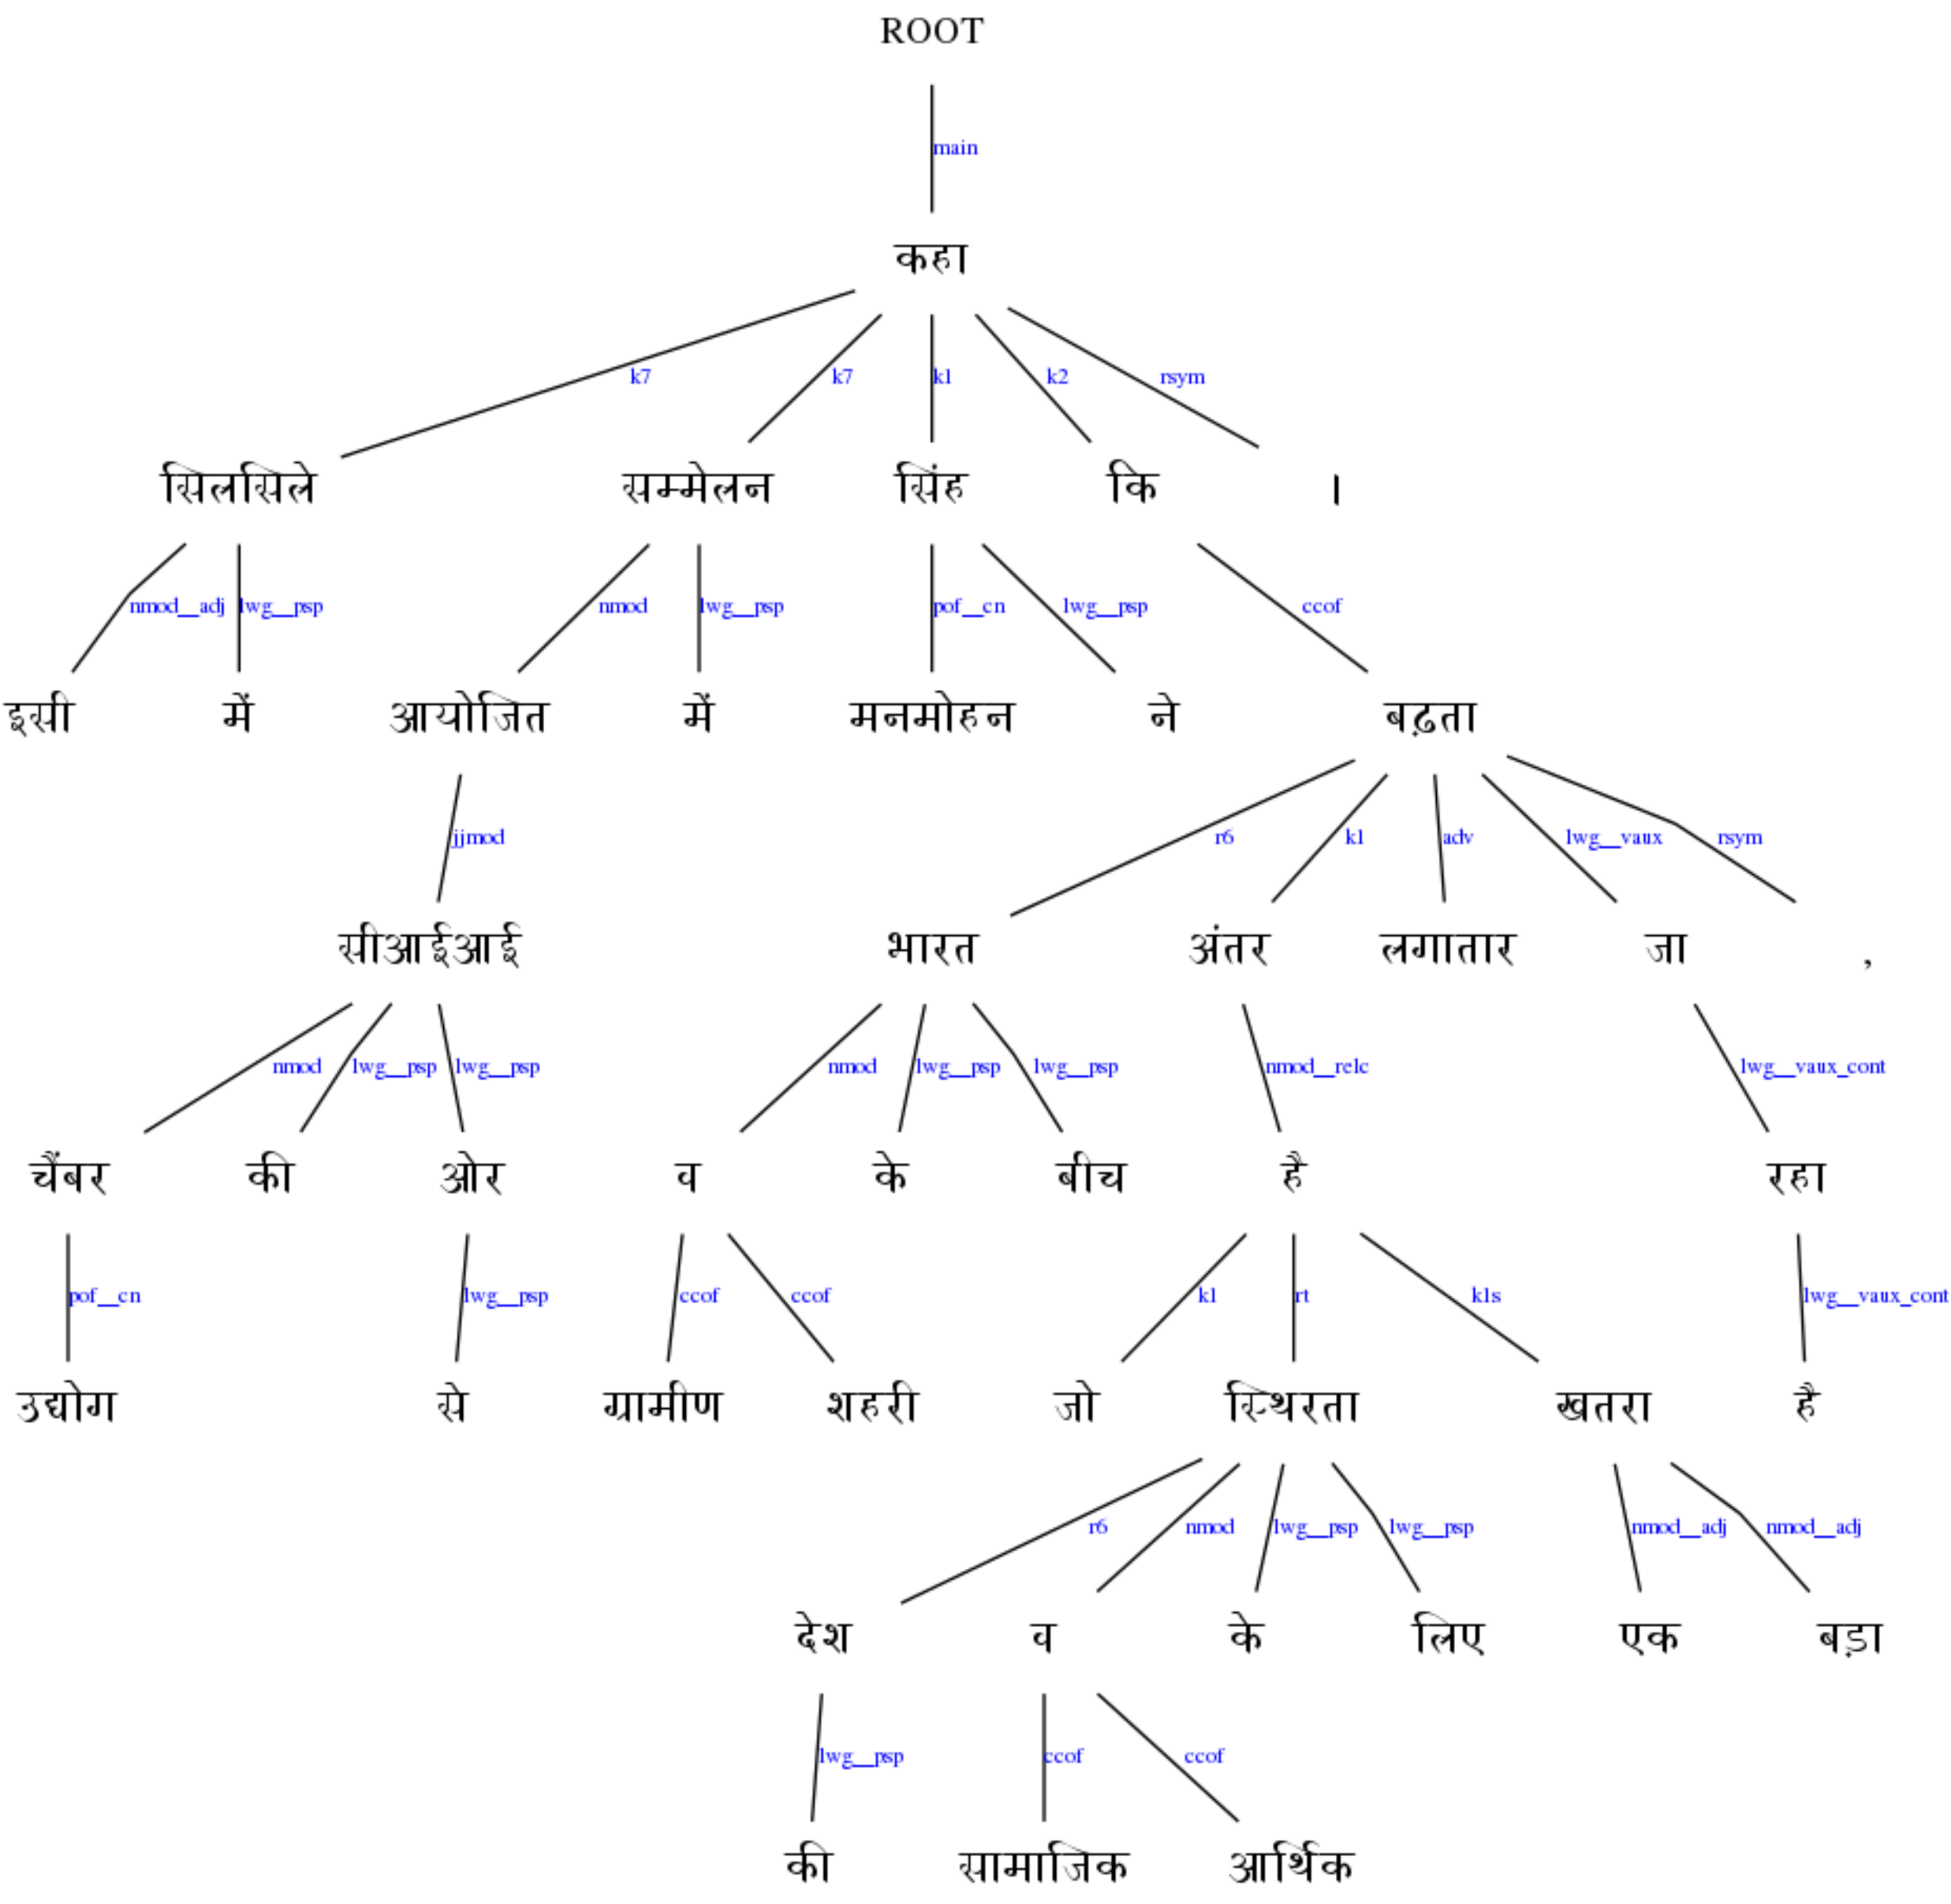 ROOT
main
कहा
k7 k7 k1 k2 rsym
सिलसिले सम्मेलन सिंह कि ।
nmod__adj lwg__psp nmod lwg__psp pof__cn lwg__psp ccof
इसी में आयोजित में मनमोहन ने बढ़ता
jjmod r6 k1 adv lwg__vaux rsym
सीआईआई भारत अंतर लगातार जा ,
nmod lwg__psp lwg__psp nmod lwg__psp lwg__psp nmod__relc lwg__vaux_cont
चैंबर की ओर व के बीच है रहा
pof__cn lwg__psp ccof ccof k1 rt k1s lwg__vaux_cont
उद्योग से ग्रामीण शहरी जो स्थिरता खतरा है
r6 nmod lwg__psp lwg__psp nmod__adj nmod__adj
देश व के लिए एक बड़ा
lwg__psp ccof ccof
की सामाजिक आर्थिक